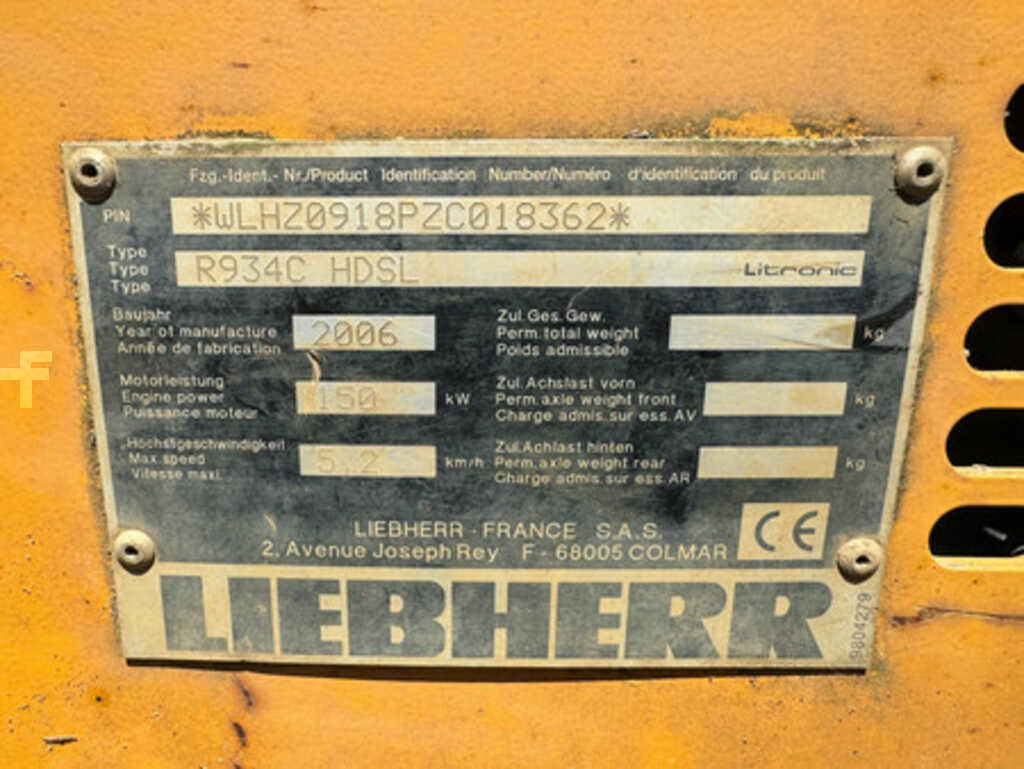 Fzg.-Ident.- Nr./Product Identification Number/Numéro d'identification du produit
PIN *WLHZ0918PZC018362*
Type
Type R934C HDSL Litronic
Type
Baujahr
Year of manufacture 2006
Année de fabrication
Zul. Ges. Gew.
Perm. total weight kg
Poids admissible
Motorleistung
Engine power 150 kW
Puissance moteur
Zul. Achslast vorn
Perm. axle weight front kg
Charge admis. sur ess. AV
Höchstgeschwindigkeit
Max. speed 5,2 km/h
Vitesse maxi.
Zul. Achlast hinten
Perm. axle weight rear kg
Charge admis. sur ess. AR
LIEBHERR - FRANCE S.A.S.
2, Avenue Joseph Rey F - 68005 COLMAR
CE
LIEBHERR
9804279
f